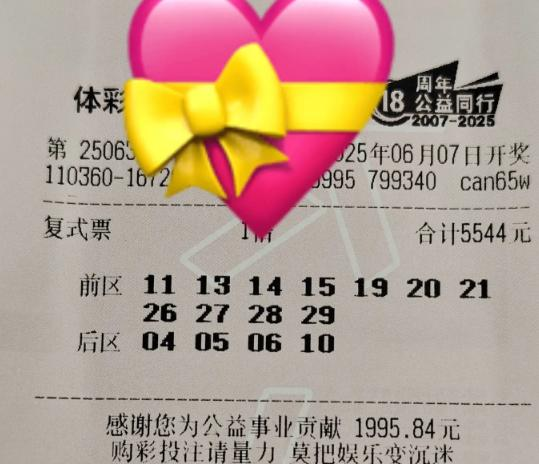 体彩
18 周年
公益同行
2007-2025
第 2506 25年06月07日开奖
110360-1672 995 799340 can65w
复式票 1倍 合计5544元
前区 11 13 14 15 19 20 21
26 27 28 29
后区 04 05 06 10
感谢您为公益事业贡献 1995.84元
购彩投注请量力 莫把娱乐变沉迷